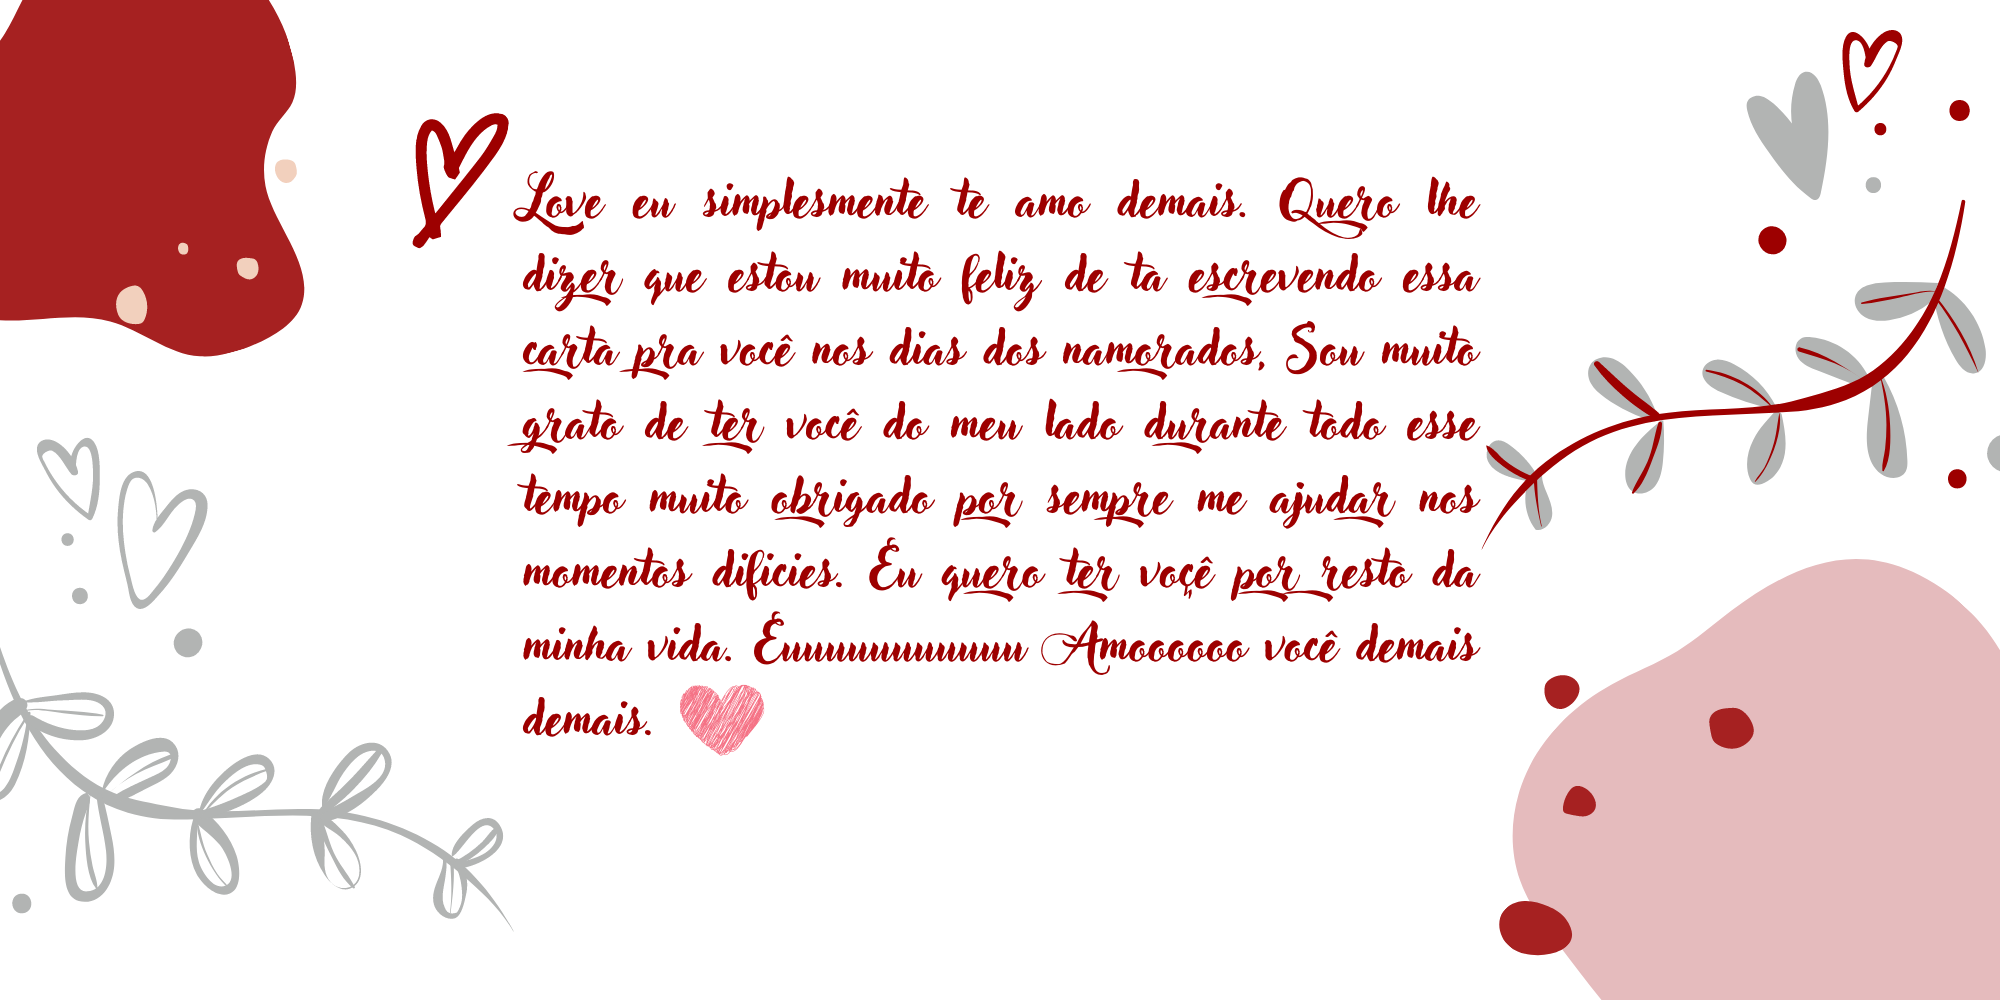 Love eu simplesmente te amo demais. Quero lhe
dizer que estou muito feliz de ta escrevendo essa
carta pra você nos dias dos namorados, Sou muito
grato de ter você do meu lado durante todo esse
tempo muito obrigado por sempre me ajudar nos
momentos dificies. Eu quero ter voçê por resto da
minha vida. Euuuuuuuuuuuuu Amoooooo você demais
demais.